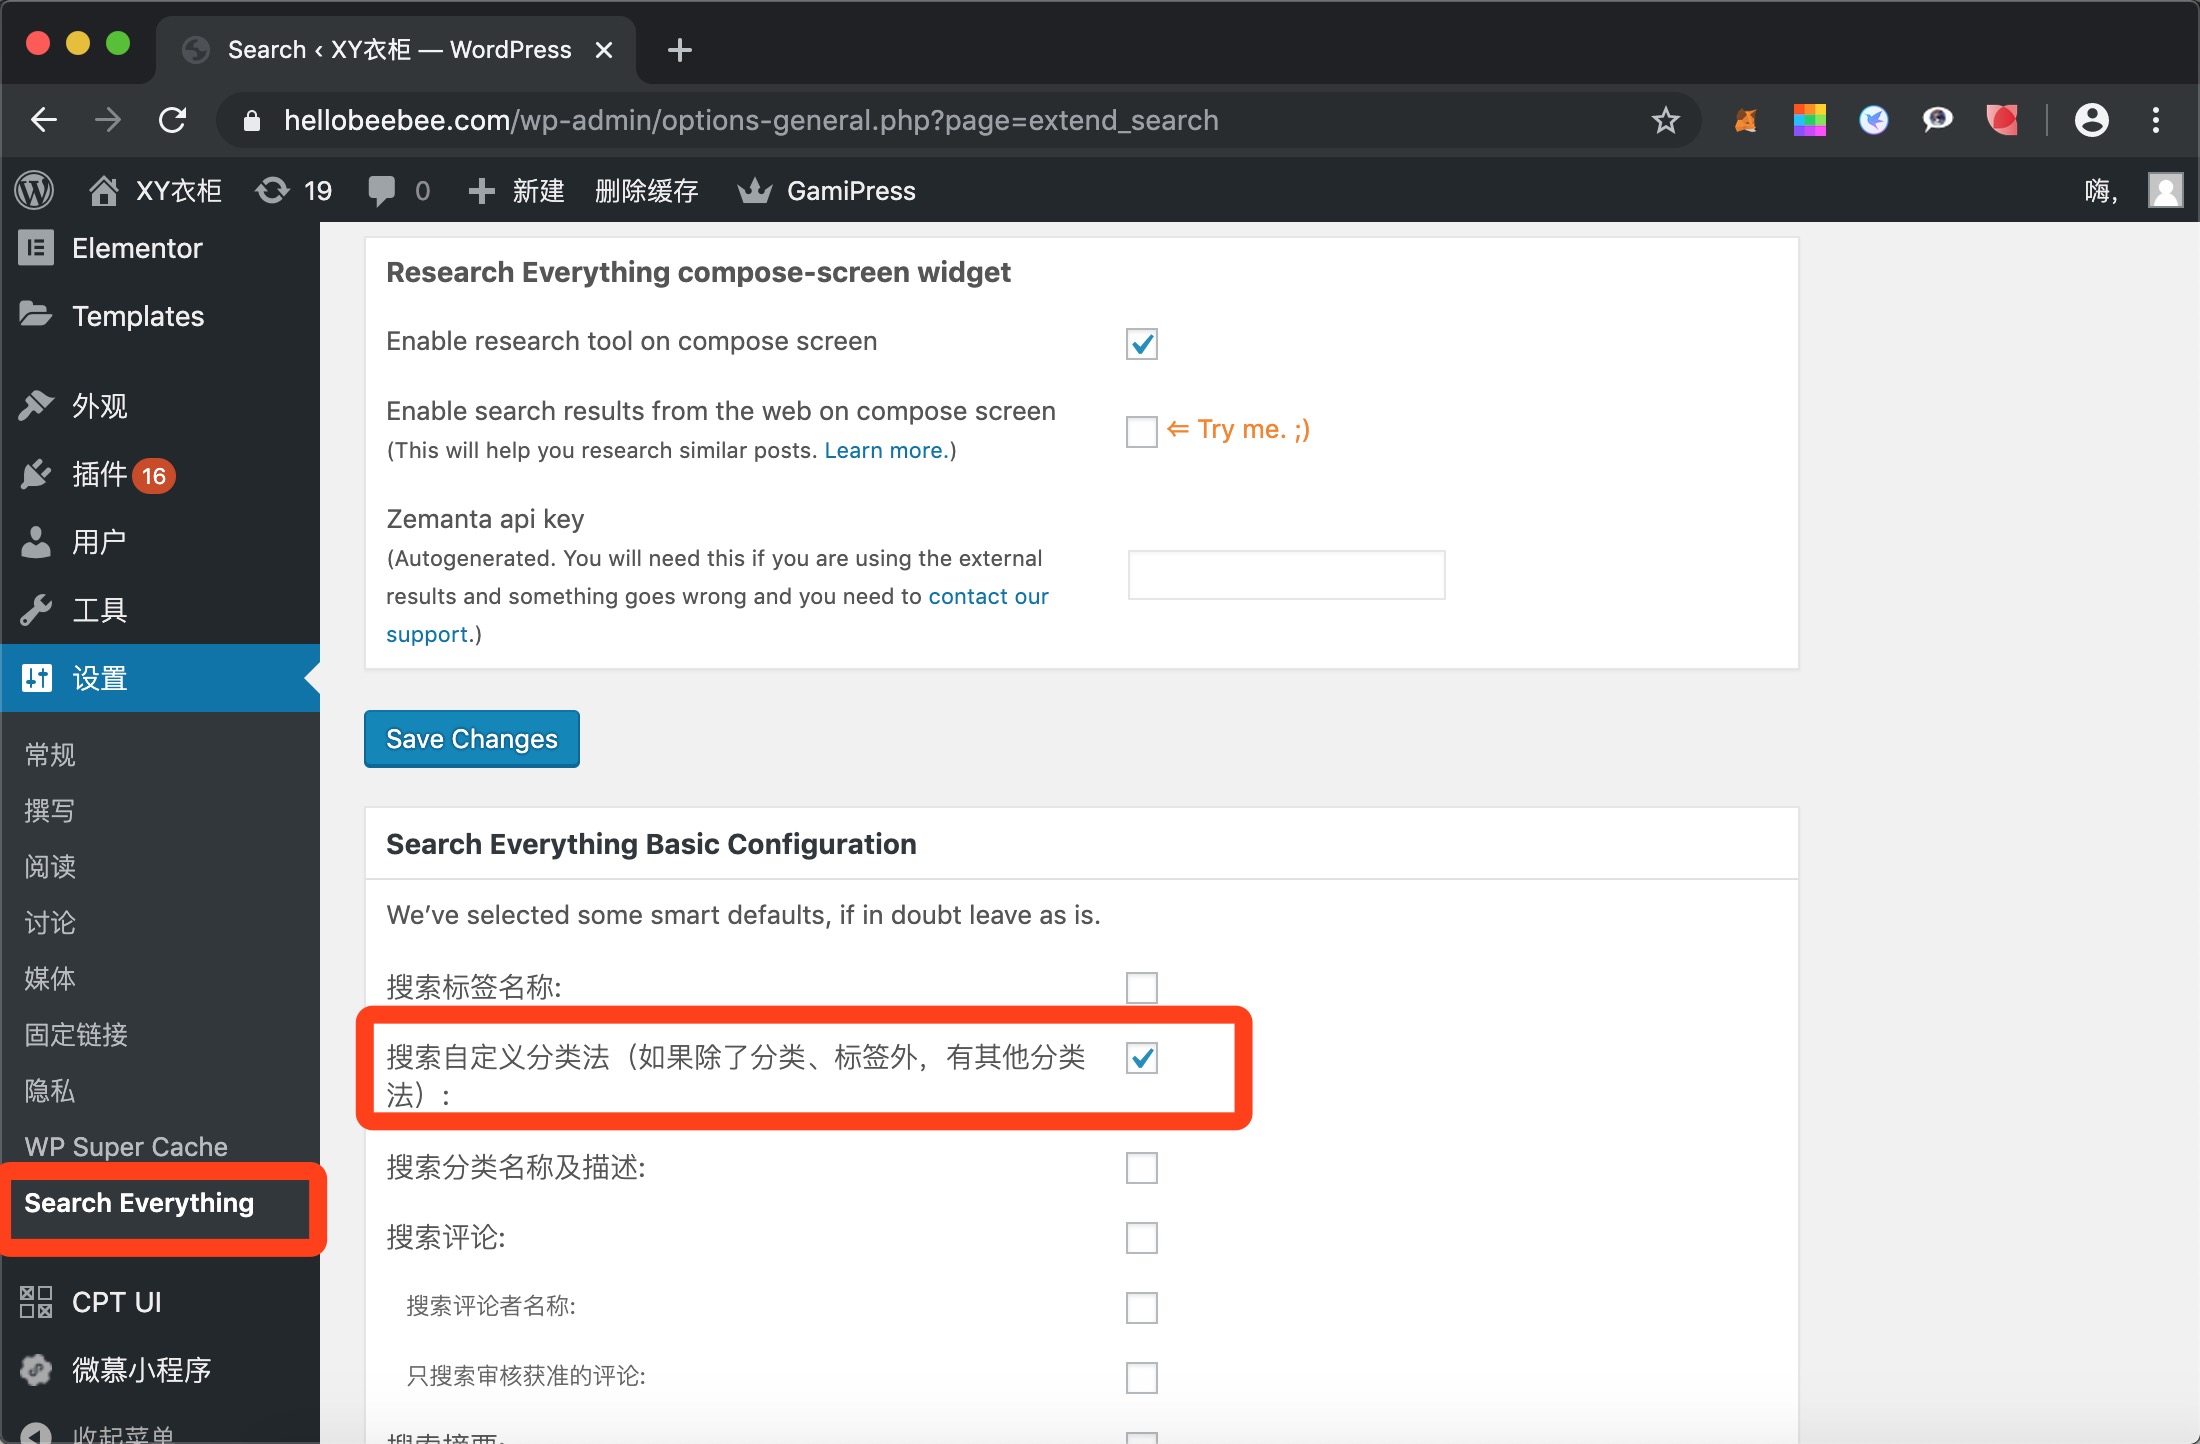 Search ‹ XY衣柜 — WordPress
hellobeebee.com/wp-admin/options-general.php?page=extend_search
XY衣柜 19 0 新建 删除缓存 GamiPress 嗨,
Elementor
Templates
外观
插件 16
用户
工具
设置
常规
撰写
阅读
讨论
媒体
固定链接
隐私
WP Super Cache
Search Everything
CPT UI
微慕小程序
收起菜单
Research Everything compose-screen widget
Enable research tool on compose screen
Enable search results from the web on compose screen
(This will help you research similar posts. Learn more.)
⇐ Try me. ;)
Zemanta api key
(Autogenerated. You will need this if you are using the external
results and something goes wrong and you need to contact our
support.)
Save Changes
Search Everything Basic Configuration
We’ve selected some smart defaults, if in doubt leave as is.
搜索标签名称:
搜索自定义分类法（如果除了分类、标签外，有其他分类
法）:
搜索分类名称及描述:
搜索评论:
搜索评论者名称:
只搜索审核获准的评论:
搜索摘要: